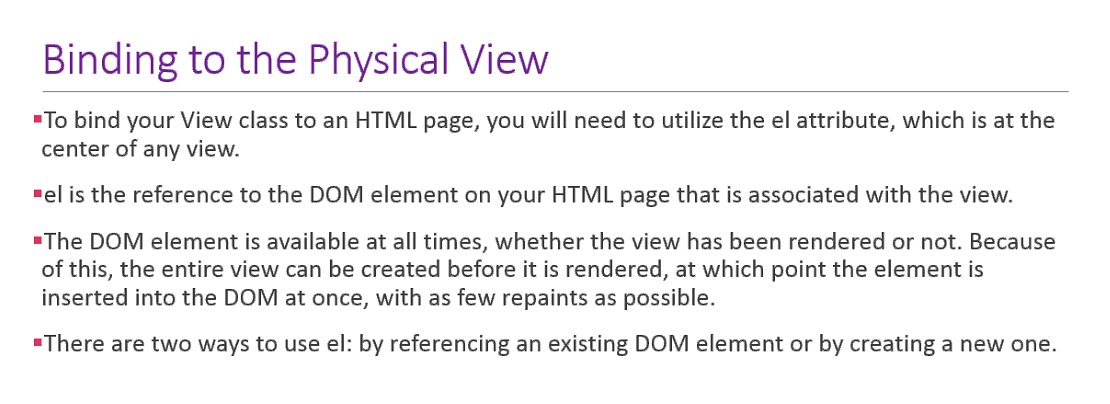 Binding to the Physical View
▪To bind your View class to an HTML page, you will need to utilize the el attribute, which is at the
center of any view.
▪el is the reference to the DOM element on your HTML page that is associated with the view.
▪The DOM element is available at all times, whether the view has been rendered or not. Because
of this, the entire view can be created before it is rendered, at which point the element is
inserted into the DOM at once, with as few repaints as possible.
▪There are two ways to use el: by referencing an existing DOM element or by creating a new one.